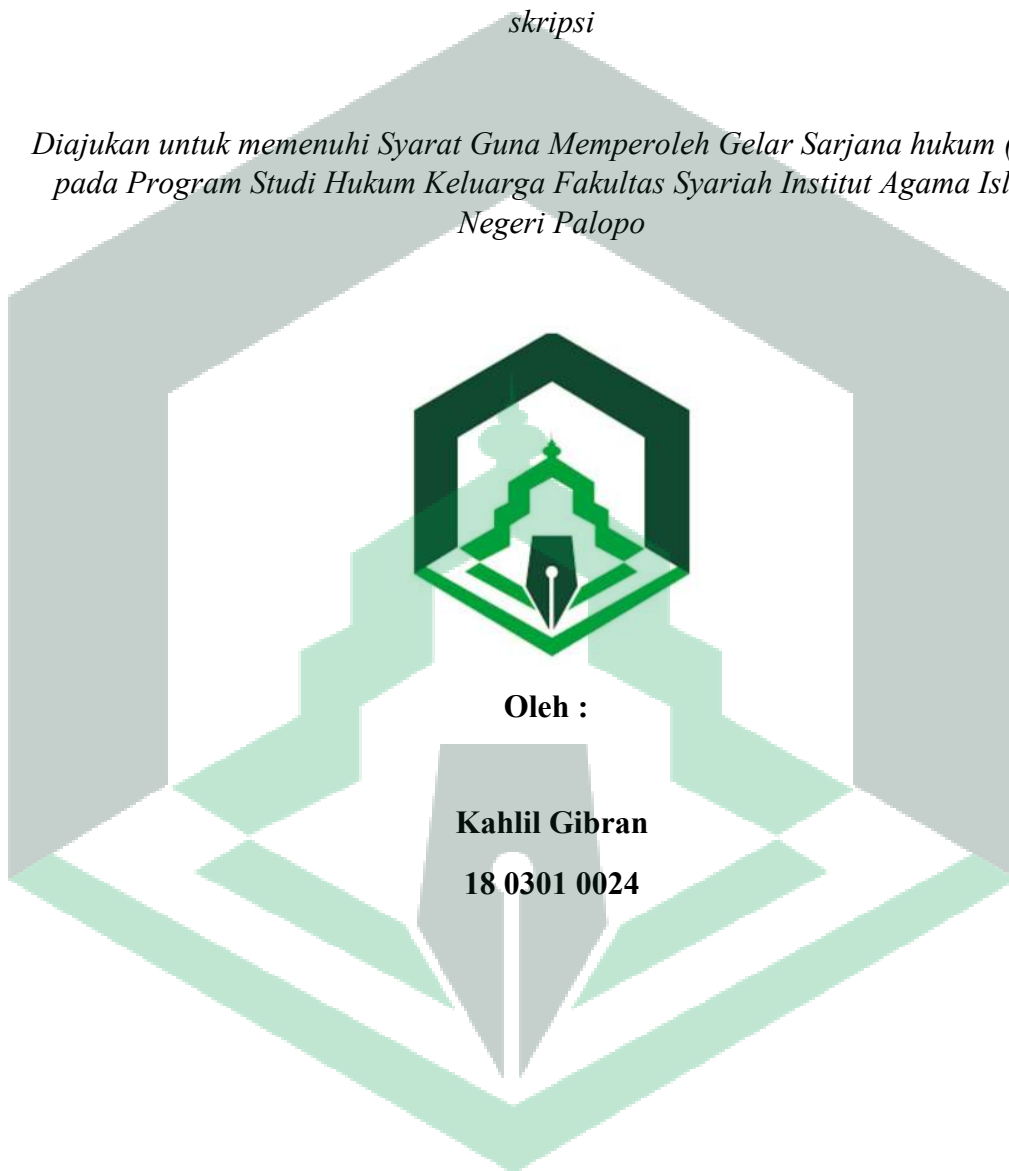 skripsi
Diajukan untuk memenuhi Syarat Guna Memperoleh Gelar Sarjana hukum (
pada Program Studi Hukum Keluarga Fakultas Syariah Institut Agama Isl
Negeri Palopo
Oleh :
Kahlil Gibran
18 0301 0024